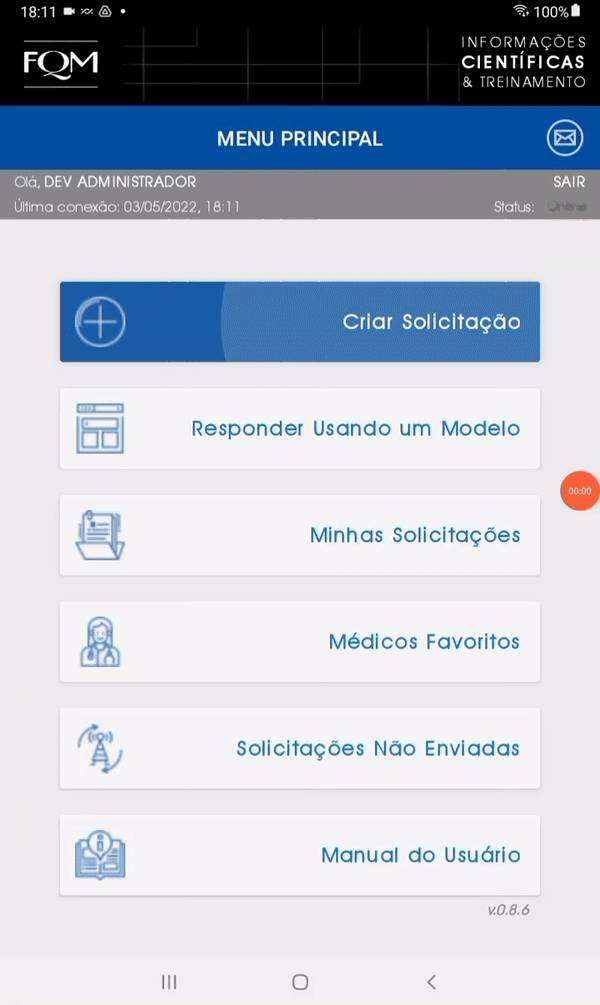 18:11
100%
FQM
INFORMAÇÕES
CIENTÍFICAS
& TREINAMENTO
MENU PRINCIPAL
Olá, DEV ADMINISTRADOR
SAIR
Última conexão: 03/05/2022, 18:11
Status:
Criar Solicitação
Responder Usando um Modelo
00:00
Minhas Solicitações
Médicos Favoritos
Solicitações Não Enviadas
Manual do Usuário
v.0.8.6